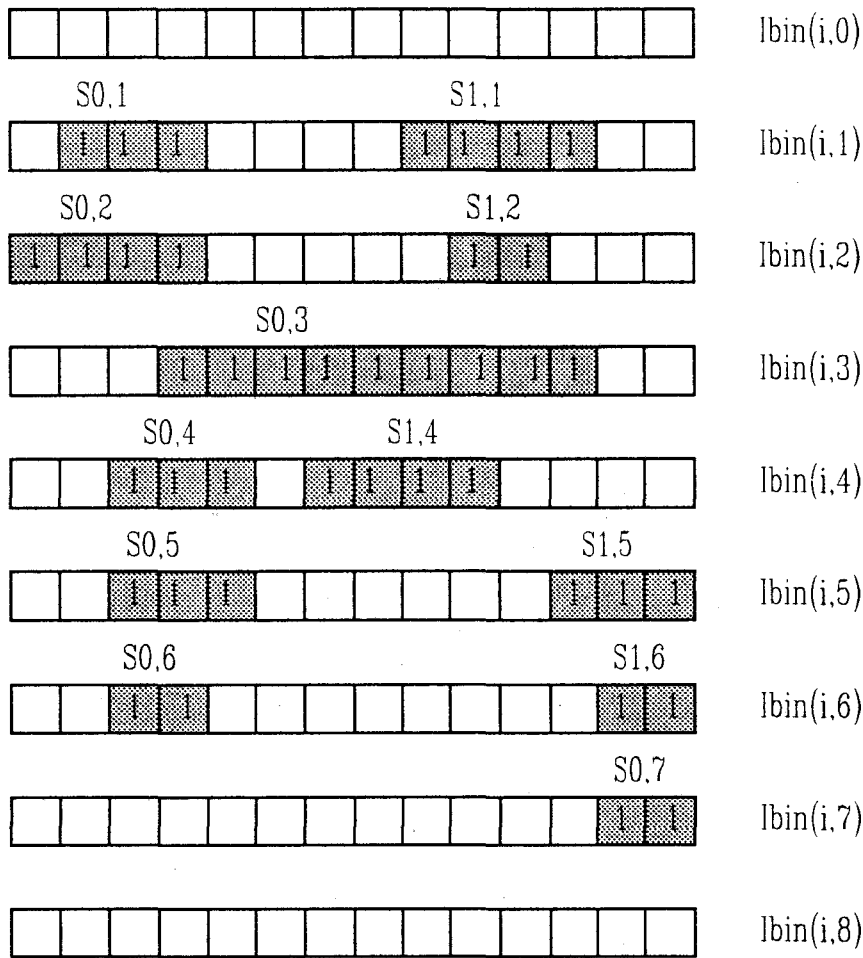 Ibin(i,0)
S0,1 S1,1
1 1 1 1 1 1 1 Ibin(i,1)
S0,2 S1,2
1 1 1 1 1 1 Ibin(i,2)
S0,3
1 1 1 1 1 1 1 1 1 Ibin(i,3)
S0,4 S1,4
1 1 1 1 1 1 1 Ibin(i,4)
S0,5 S1,5
1 1 1 1 1 1 Ibin(i,5)
S0,6 S1,6
1 1 1 1 Ibin(i,6)
S0,7
1 1 Ibin(i,7)
Ibin(i,8)